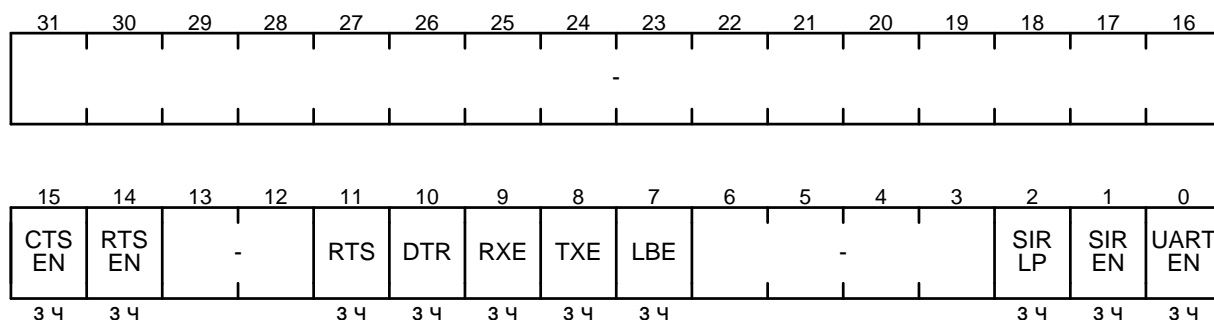 31 30 29 28 27 26 25 24 23 22 21 20 19 18 17 16
-
15 14 13 12 11 10 9 8 7 6 5 4 3 2 1 0
CTS EN RTS EN - RTS DTR RXE TXE LBE - SIR LP SIR EN UART EN
з ч з ч з ч з ч з ч з ч з ч з ч з ч з ч